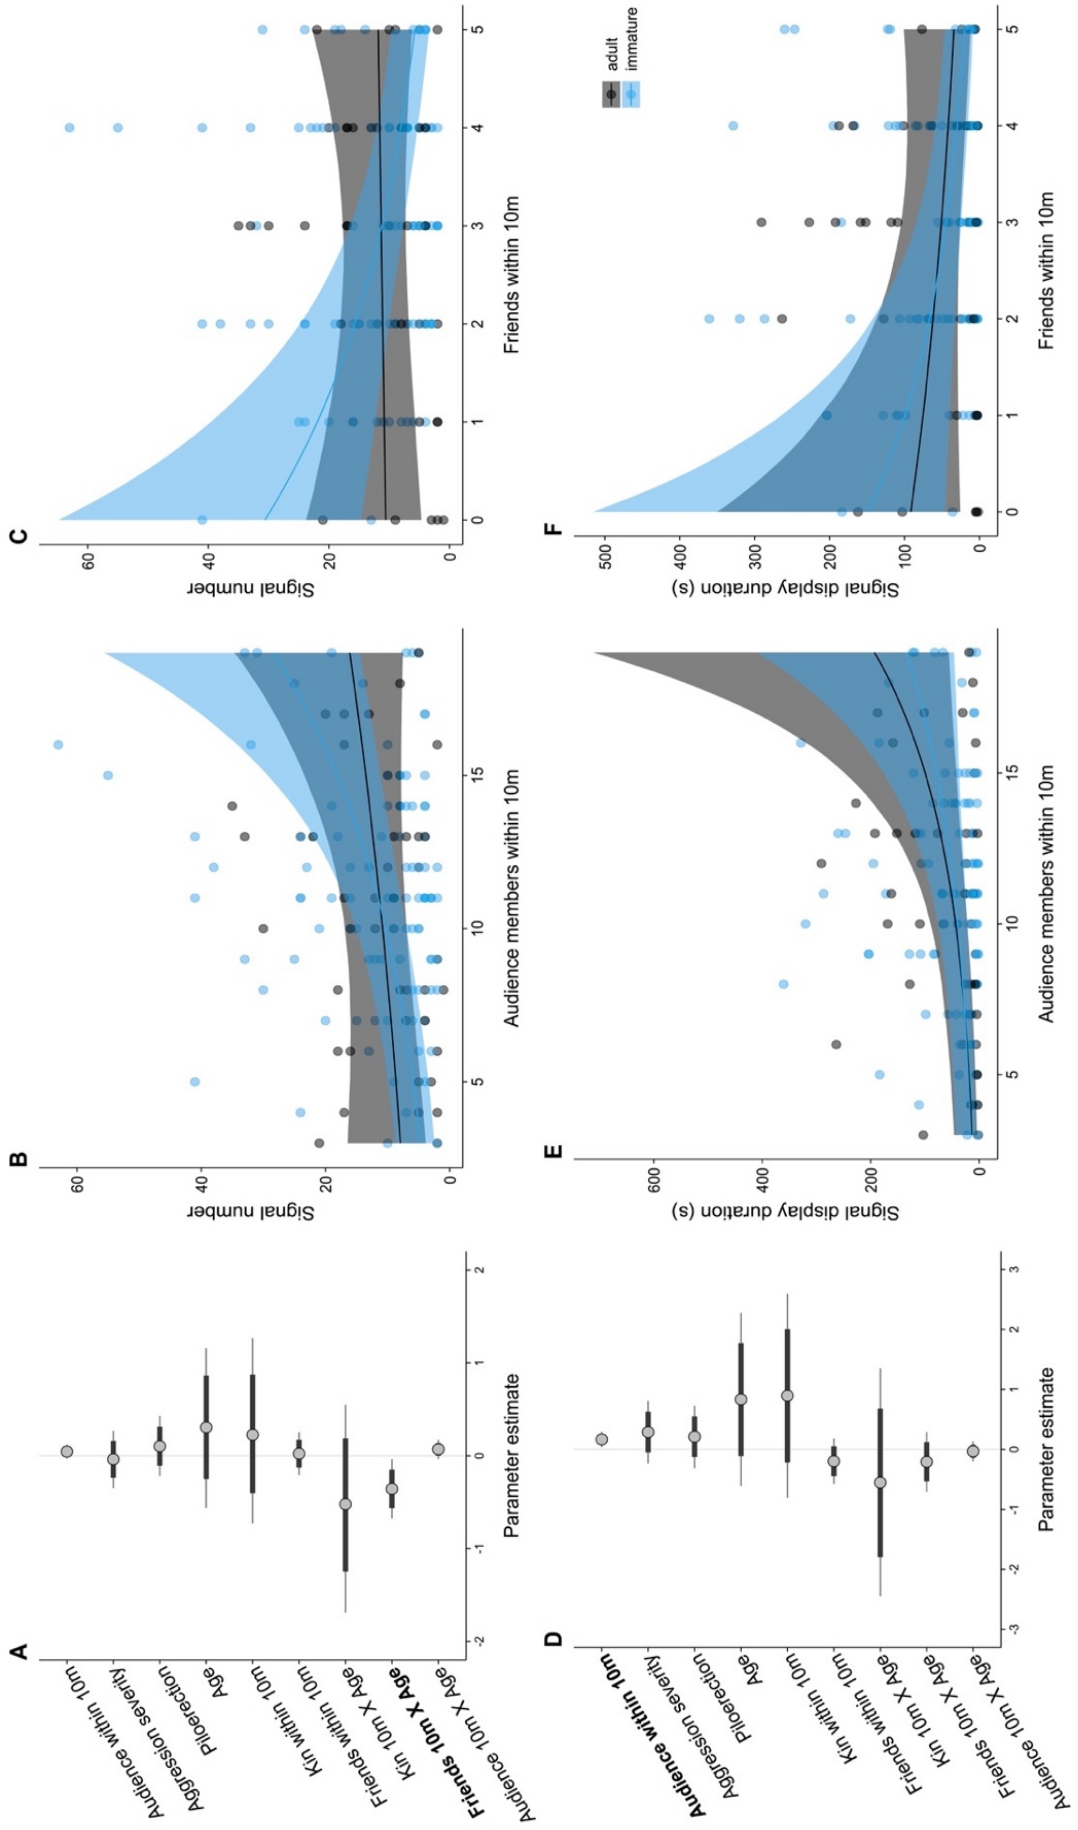 A
Audience within 10m
Aggression severity
Piloerection
Age
Kin within 10m
Friends within 10m
Kin 10m X Age
Friends 10m X Age
Audience 10m X Age
-2
-1
0
1
2
Parameter estimate
B
Signal number
60
40
20
0
5
10
15
Audience members within 10m
C
Signal number
60
40
20
0
0
1
2
3
4
5
Friends within 10m
D
Audience within 10m
Aggression severity
Piloerection
Age
Kin within 10m
Friends within 10m
Kin 10m X Age
Friends 10m X Age
Audience 10m X Age
-3
-2
-1
0
1
2
3
Parameter estimate
E
Signal display duration (s)
600
400
200
0
5
10
15
Audience members within 10m
F
Signal display duration (s)
500
400
300
200
100
0
0
1
2
3
4
5
Friends within 10m
adult
immature